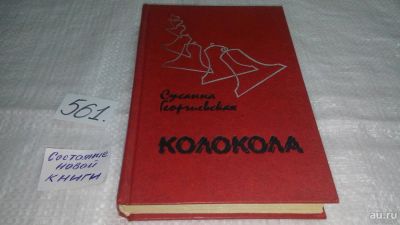 Сусанна
Георгиевская
КОЛОКОЛА
561.
Состояние
новой
книги
au.ru